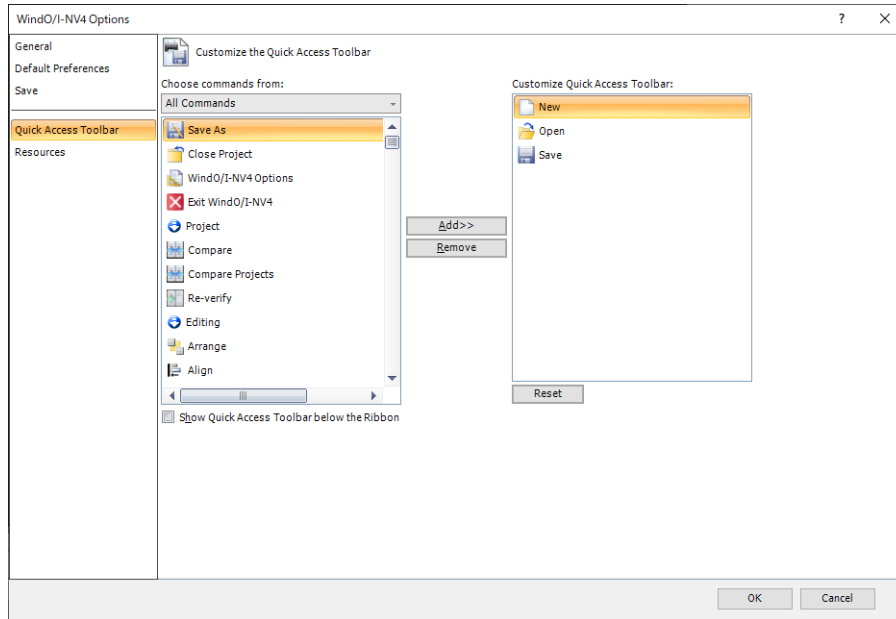 WindO/I-NV4 Options
?
General
Default Preferences
Save
Quick Access Toolbar
Resources
Customize the Quick Access Toolbar
Choose commands from:
All Commands
Save As
Close Project
WindO/I-NV4 Options
Exit WindO/I-NV4
Project
Compare
Compare Projects
Re-verify
Editing
Arrange
Align
Show Quick Access Toolbar below the Ribbon
Add>>
Remove
Customize Quick Access Toolbar:
New
Open
Save
Reset
OK
Cancel